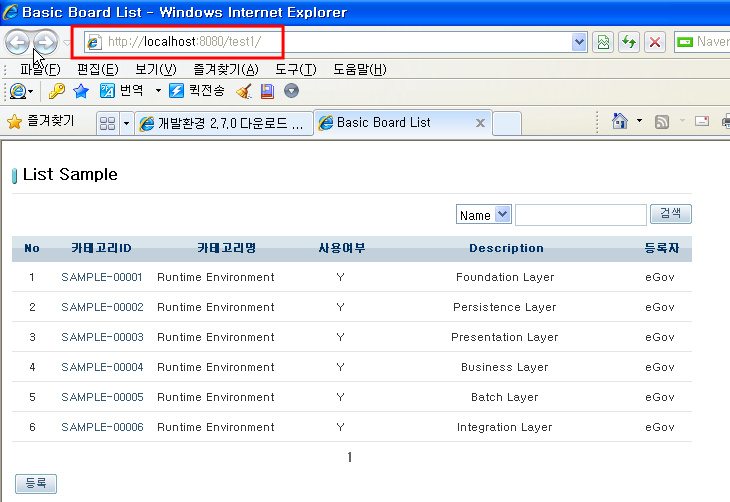 Basic Board List - Windows Internet Explorer
http://localhost:8080/test1/
Naver
파일(F) 편집(E) 보기(V) 즐겨찾기(A) 도구(T) 도움말(H)
번역 퀵전송
즐겨찾기 개발환경 2,7,0 다운로드 ... Basic Board List
List Sample
Name 검색
No 카테고리ID 카테고리명 사용여부 Description 등록자
1 SAMPLE-00001 Runtime Environment Y Foundation Layer eGov
2 SAMPLE-00002 Runtime Environment Y Persistence Layer eGov
3 SAMPLE-00003 Runtime Environment Y Presentation Layer eGov
4 SAMPLE-00004 Runtime Environment Y Business Layer eGov
5 SAMPLE-00005 Runtime Environment Y Batch Layer eGov
6 SAMPLE-00006 Runtime Environment Y Integration Layer eGov
1
등록